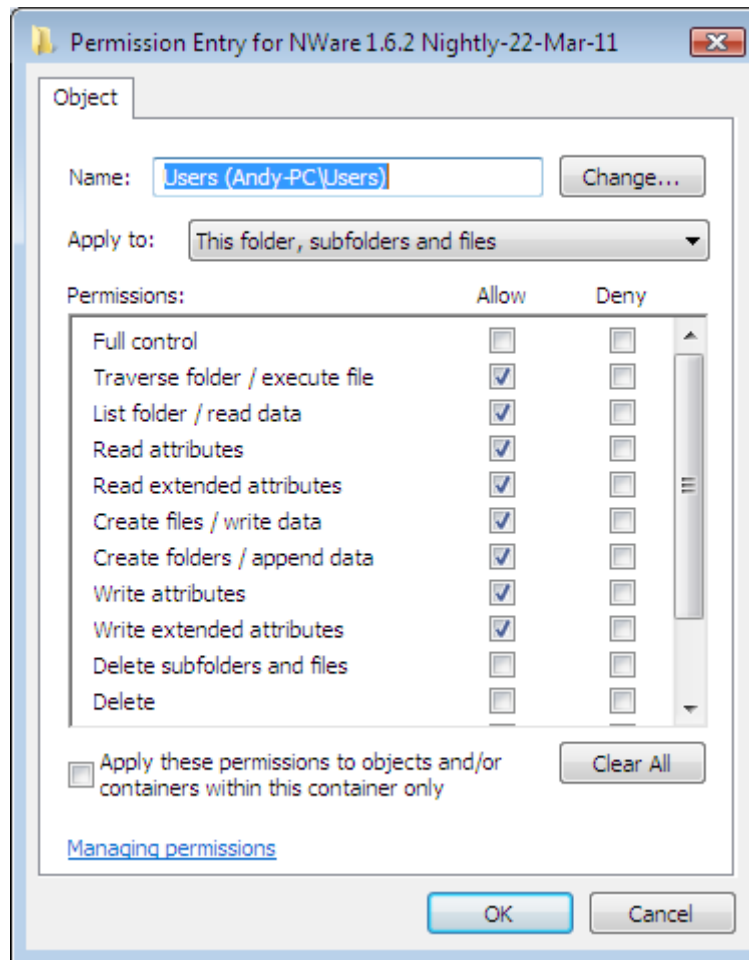 Permission Entry for NWare 1.6.2 Nightly-22-Mar-11
Object
Name: Users (Andy-PC\Users) Change...
Apply to: This folder, subfolders and files
Permissions: Allow Deny
Full control
Traverse folder / execute file
List folder / read data
Read attributes
Read extended attributes
Create files / write data
Create folders / append data
Write attributes
Write extended attributes
Delete subfolders and files
Delete
Apply these permissions to objects and/or
containers within this container only
Clear All
Managing permissions
OK Cancel